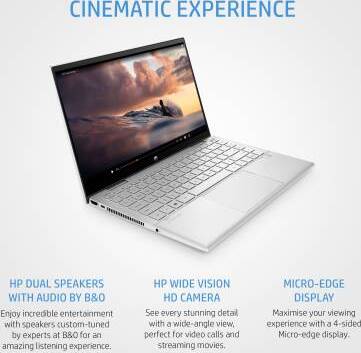 CINEMATIC EXPERIENCE
HP DUAL SPEAKERS
WITH AUDIO BY B&O
Enjoy incredible entertainment
with speakers custom-tuned
by experts at B&O for an
amazing listening experience.
HP WIDE VISION
HD CAMERA
See every stunning detail
with a wide-angle view,
perfect for video calls and
streaming movies.
MICRO-EDGE
DISPLAY
Maximise your viewing
experience with a 4-sided
Micro-edge display.